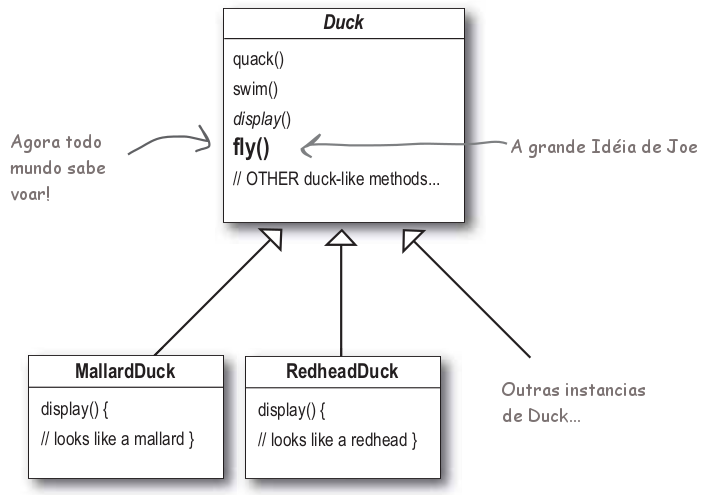 Duck
quack()
swim()
display()
fly()
// OTHER duck-like methods...
Agora todo
mundo sabe
voar!
A grande Idéia de Joe
MallardDuck
display() {
// looks like a mallard }
RedheadDuck
display() {
// looks like a redhead }
Outras instancias
de Duck...